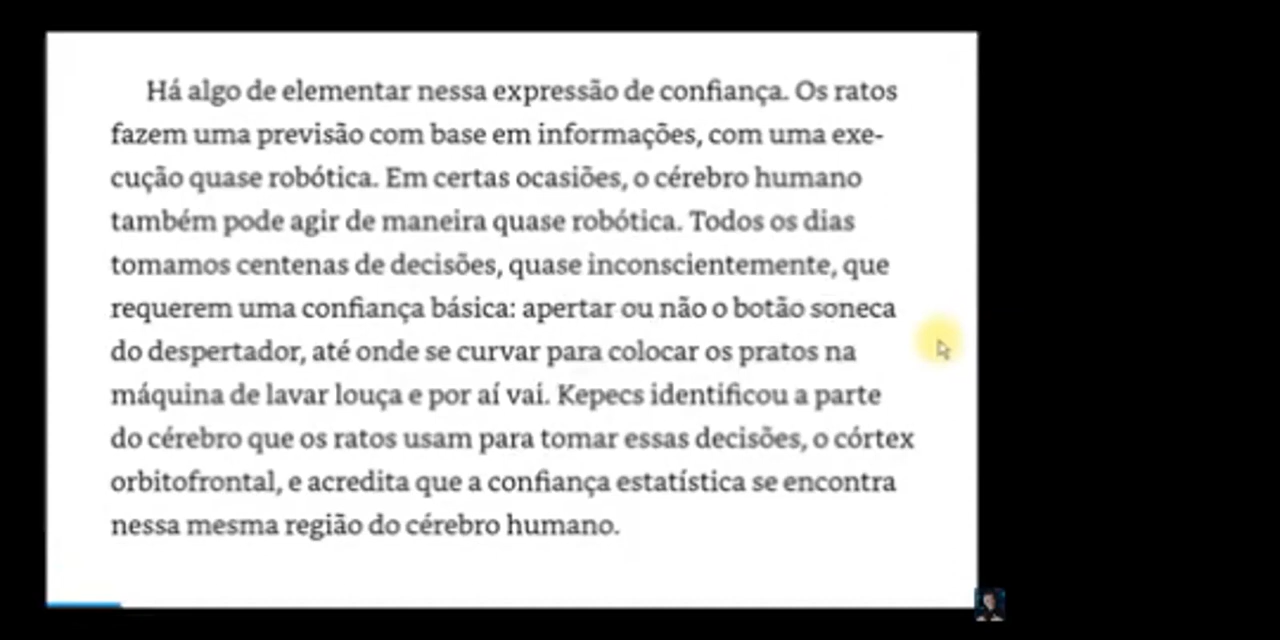 Há algo de elementar nessa expressão de confiança. Os ratos
fazem uma previsão com base em informações, com uma exe-
cução quase robótica. Em certas ocasiões, o cérebro humano
também pode agir de maneira quase robótica. Todos os dias
tomamos centenas de decisões, quase inconscientemente, que
requerem uma confiança básica: apertar ou não o botão soneca
do despertador, até onde se curvar para colocar os pratos na
máquina de lavar louça e por aí vai. Kepecs identificou a parte
do cérebro que os ratos usam para tomar essas decisões, o córtex
orbitofrontal, e acredita que a confiança estatística se encontra
nessa mesma região do cérebro humano.